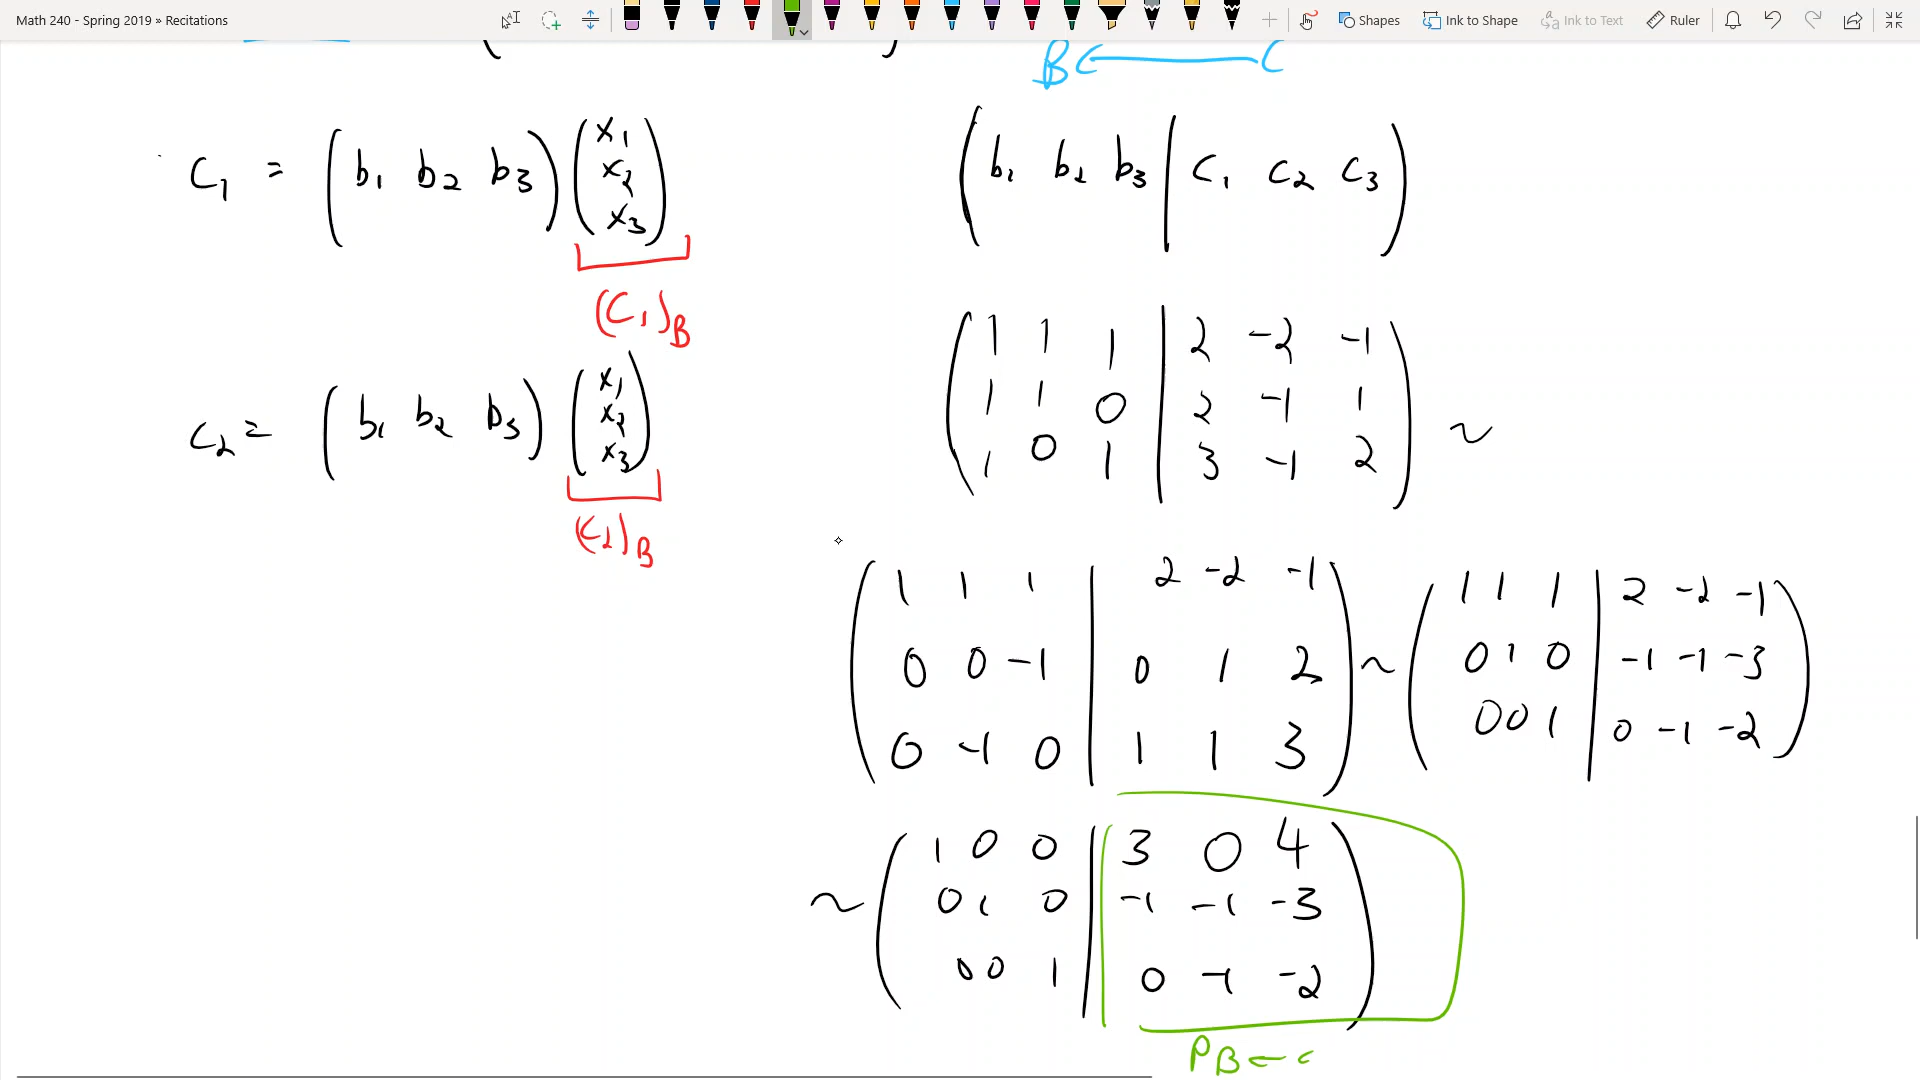 Math 240 - Spring 2019 » Recitations
Shapes
Ink to Shape
Ink to Text
Ruler
B ← C
C₁ = (b₁ b₂ b₃) (x₁ x₂ x₃)
(C₁)_B
C₂ = (b₁ b₂ b₃) (x₁ x₂ x₃)
(C₂)_B
(b₁ b₂ b₃ | C₁ C₂ C₃)
1 1 1 | 2 -2 -1
1 1 0 | 2 -1 1 ~
1 0 1 | 3 -1 2
1 1 1 | 2 -2 -1
0 0 -1 | 0 1 2
0 -1 0 | 1 1 3
~
1 1 1 | 2 -2 -1
0 1 0 | -1 -1 -3
0 0 1 | 0 -1 -2
~
1 0 0 | 3 0 4
0 1 0 | -1 -1 -3
0 0 1 | 0 -1 -2
P B ← C